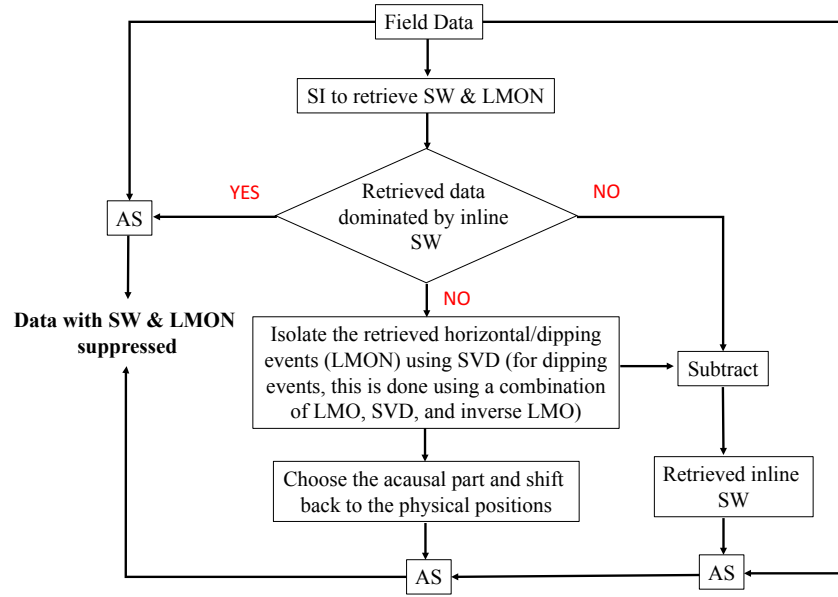 Field Data
SI to retrieve SW & LMON
YES
NO
Retrieved data
dominated by inline
SW
AS
NO
Data with SW & LMON
suppressed
Isolate the retrieved horizontal/dipping
events (LMON) using SVD (for dipping
events, this is done using a combination
of LMO, SVD, and inverse LMO)
Subtract
Choose the acausal part and shift
back to the physical positions
Retrieved inline
SW
AS
AS